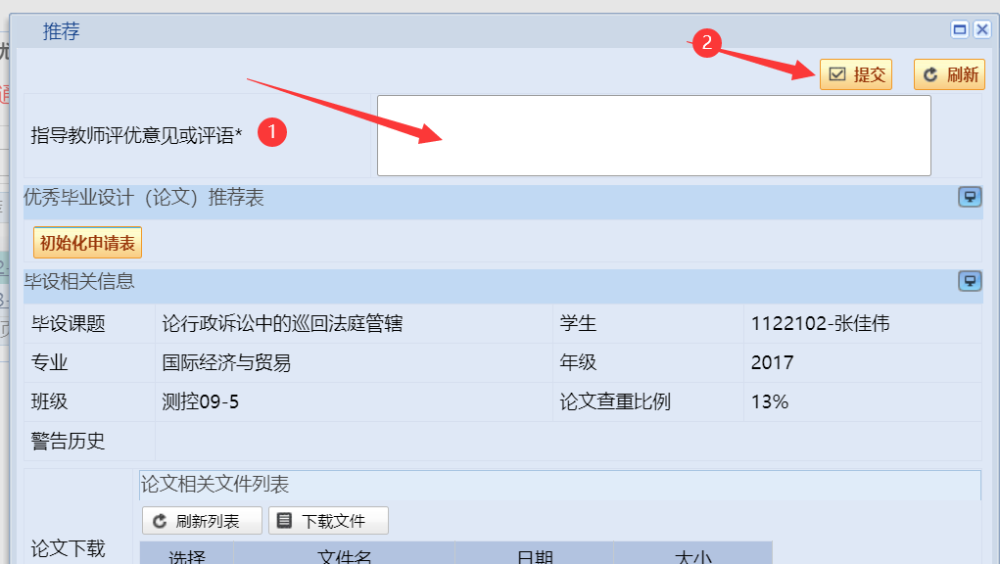 推荐
2
提交 刷新
指导教师评优意见或评语* 1
优秀毕业设计（论文）推荐表
初始化申请表
毕设相关信息
毕设课题 论行政诉讼中的巡回法庭管辖 学生 1122102-张佳伟
专业 国际经济与贸易 年级 2017
班级 测控09-5 论文查重比例 13%
警告历史
论文相关文件列表
刷新列表 下载文件
论文下载
选择 文件名 日期 大小